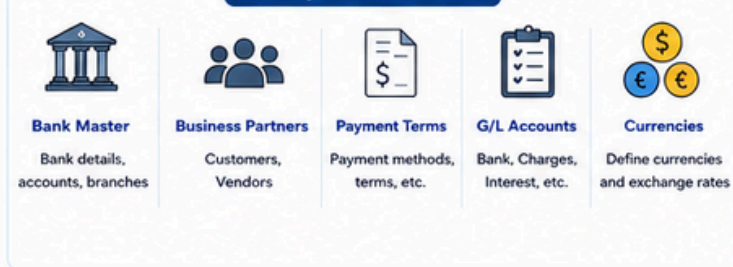 Bank Master
Bank details,
accounts, branches
Business Partners
Customers,
Vendors
$
Payment Terms
Payment methods,
terms, etc.
G/L Accounts
Bank, Charges,
Interest, etc.
$
€ €
Currencies
Define currencies
and exchange rates